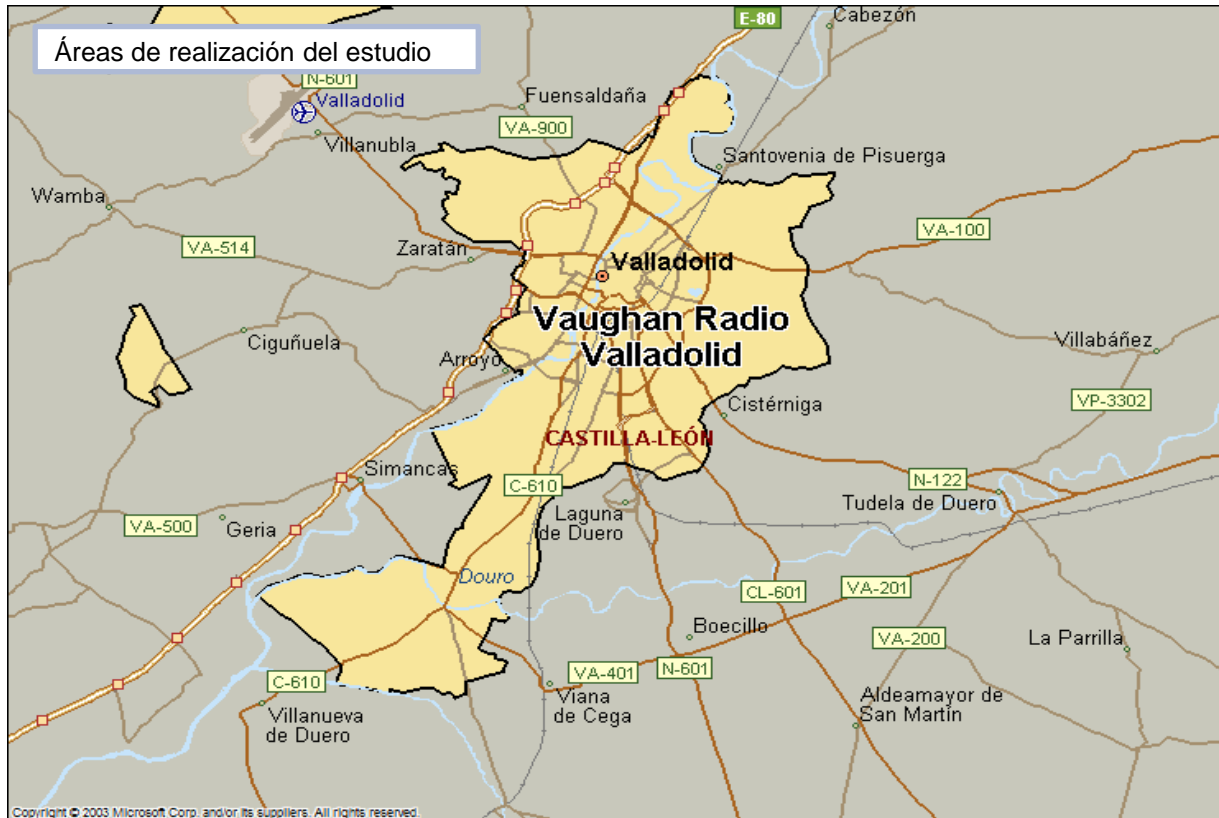 E-80
Cabezón
Áreas de realización del estudio
N-601
Valladolid
Fuensaldaña
VA-900
Villanubla
Santovenia de Pisuerga
Wamba
VA-514
Zaratán
VA-100
Valladolid
Vaughan Radio
Valladolid
Ciguñuela
Arroyo
Villabáñez
VP-3302
Cistérniga
CASTILLA-LEÓN
Simancas
C-610
N-122
Tudela de Duero
VA-500
Geria
Laguna
de Duero
Douro
CL-601
VA-201
Boecillo
VA-200
La Parrilla
VA-401
N-601
C-610
Viana
de Cega
Aldeamayor de
San Martín
Villanueva
de Duero
Copyright © 2003 Microsoft Corp. and/or its suppliers. All rights reserved.